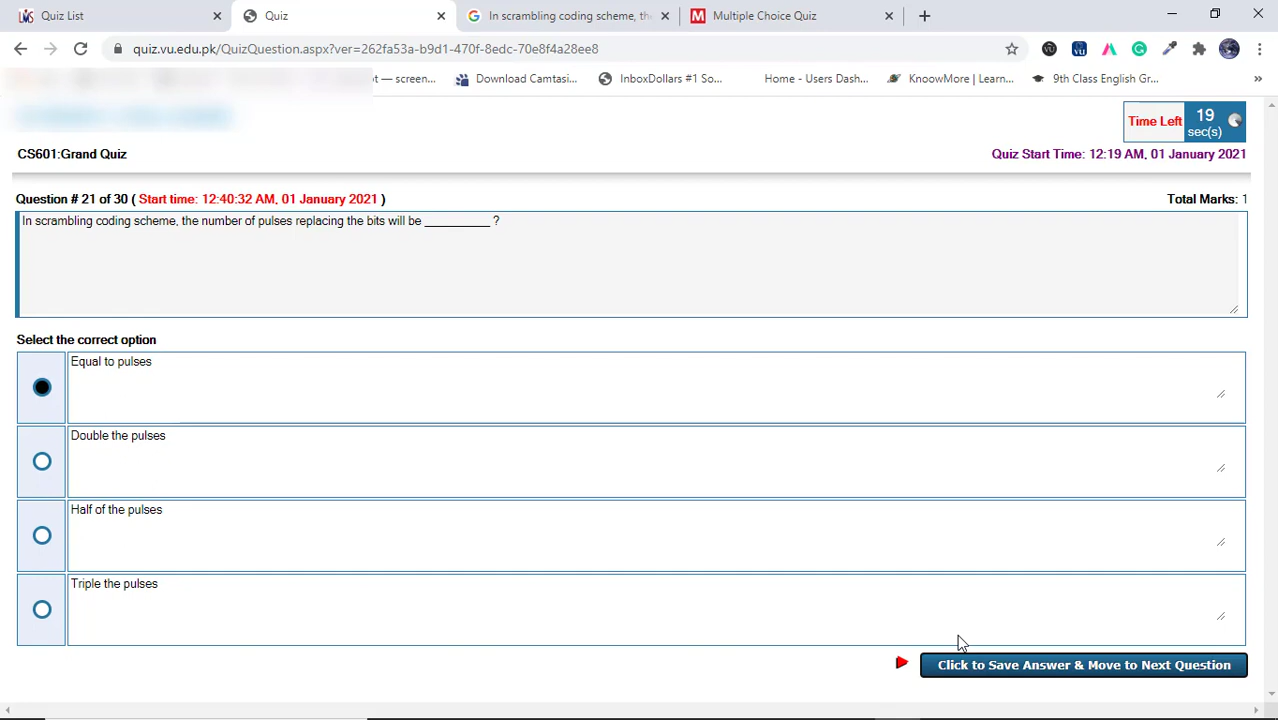 Quiz List
Quiz
In scrambling coding scheme, the
Multiple Choice Quiz
quiz.vu.edu.pk/QuizQuestion.aspx?ver=262fa53a-b9d1-470f-8edc-70e8f4a28ee8
t — screen...
Download Camtasi...
InboxDollars #1 So...
Home - Users Dash...
KnoowMore | Learn...
9th Class English Gr...
Time Left
19
sec(s)
CS601:Grand Quiz
Quiz Start Time: 12:19 AM, 01 January 2021
Question # 21 of 30 ( Start time: 12:40:32 AM, 01 January 2021 )
Total Marks: 1
In scrambling coding scheme, the number of pulses replacing the bits will be __________ ?
Select the correct option
Equal to pulses
Double the pulses
Half of the pulses
Triple the pulses
Click to Save Answer & Move to Next Question